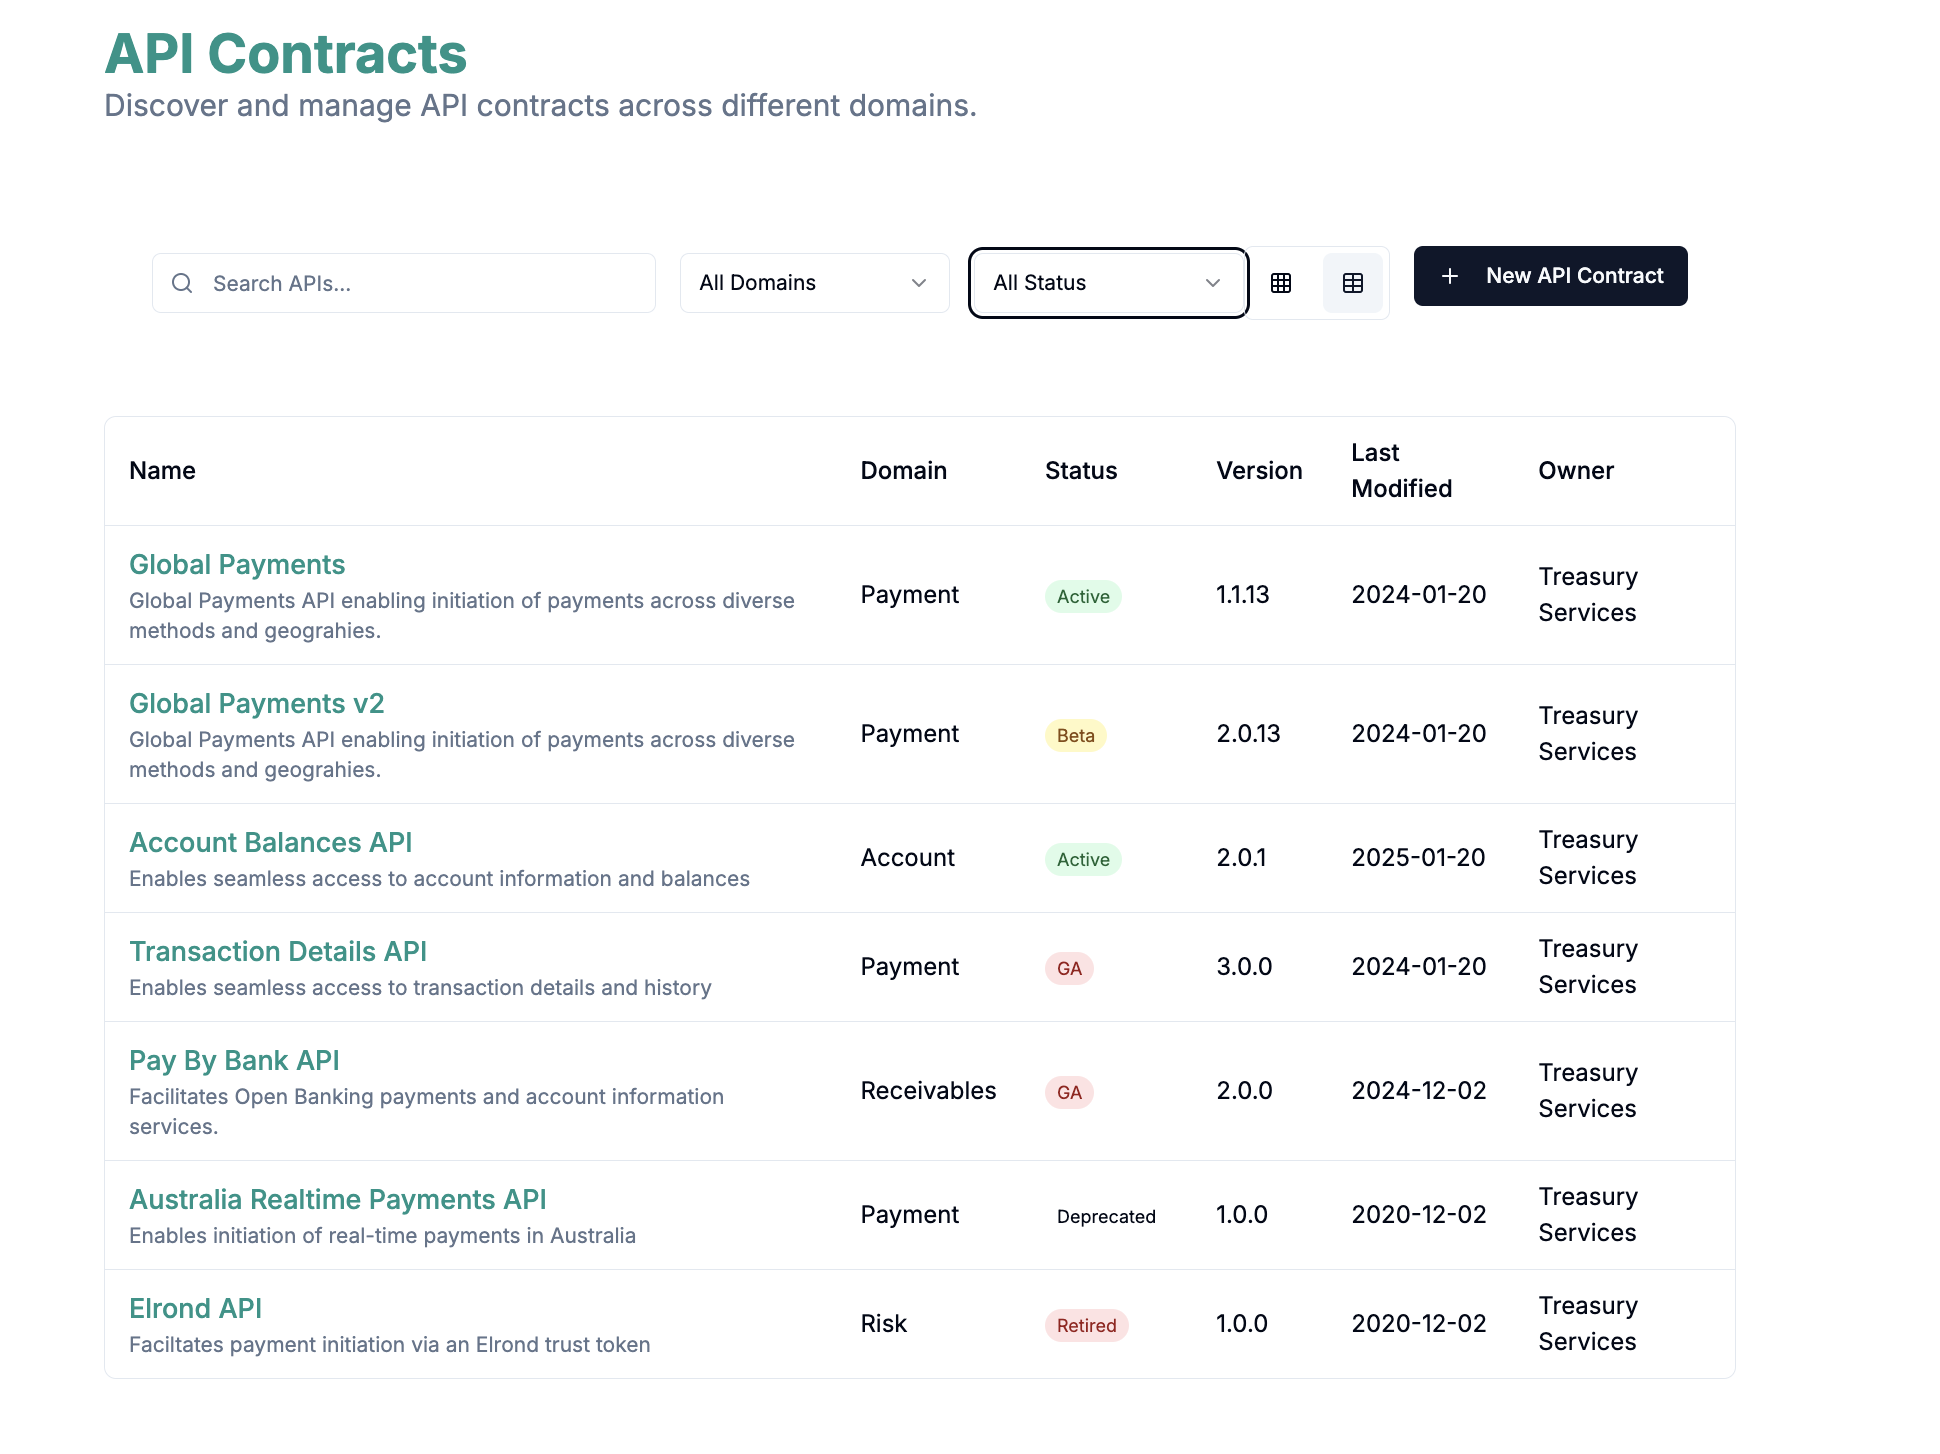 API Contracts
Discover and manage API contracts across different domains.
Search APIs...
All Domains
All Status
New API Contract
Name
Domain
Status
Version
Last
Modified
Owner
Global Payments
Global Payments API enabling initiation of payments across diverse
methods and geograhies.
Payment
Active
1.1.13
2024-01-20
Treasury
Services
Global Payments v2
Global Payments API enabling initiation of payments across diverse
methods and geograhies.
Payment
Beta
2.0.13
2024-01-20
Treasury
Services
Account Balances API
Enables seamless access to account information and balances
Account
Active
2.0.1
2025-01-20
Treasury
Services
Transaction Details API
Enables seamless access to transaction details and history
Payment
GA
3.0.0
2024-01-20
Treasury
Services
Pay By Bank API
Facilitates Open Banking payments and account information
services.
Receivables
GA
2.0.0
2024-12-02
Treasury
Services
Australia Realtime Payments API
Enables initiation of real-time payments in Australia
Payment
Deprecated
1.0.0
2020-12-02
Treasury
Services
Elrond API
Faciltates payment initiation via an Elrond trust token
Risk
Retired
1.0.0
2020-12-02
Treasury
Services